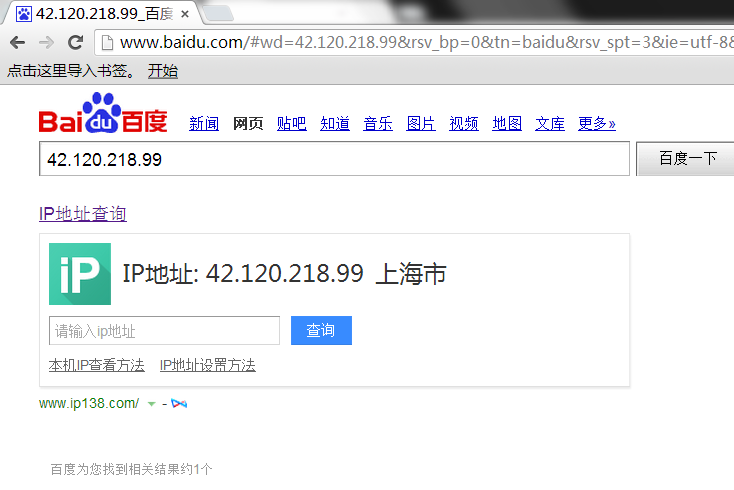 42.120.218.99_百度
www.baidu.com/#wd=42.120.218.99&rsv_bp=0&tn=baidu&rsv_spt=3&ie=utf-8&
点击这里导入书签。 开始
Bai du 百度 新闻 网页 贴吧 知道 音乐 图片 视频 地图 文库 更多»
42.120.218.99 百度一下
IP地址查询
iP IP地址: 42.120.218.99 上海市
请输入ip地址 查询
本机IP查看方法 IP地址设置方法
www.ip138.com/ -
百度为您找到相关结果约1个